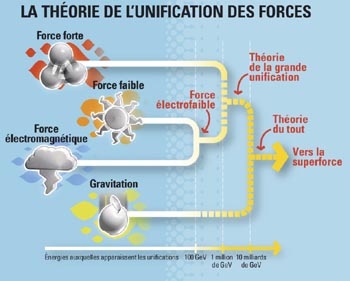 LA THÉORIE DE L'UNIFICATION DES FORCES
Force forte
Force faible
Force
électromagnétique
Gravitation
Force
électrofaible
Théorie
de la grande
unification
Théorie
du tout
Vers la
superforce
Énergies auxquelles apparaissent les unifications
100 GeV
1 million
de GeV
10 milliards
de GeV